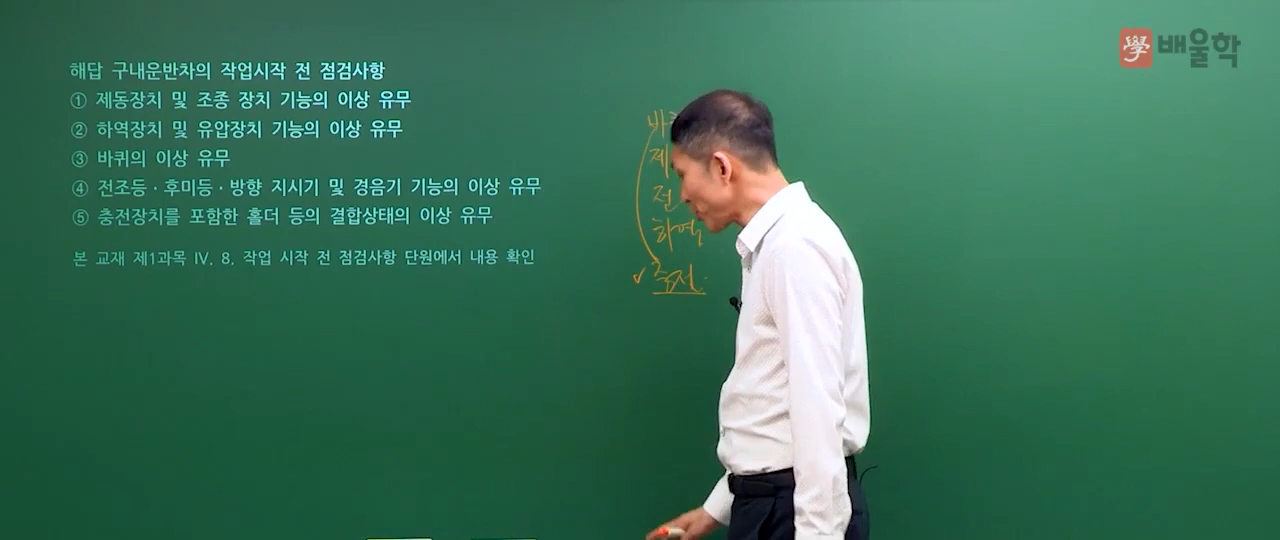 해답 구내운반차의 작업시작 전 점검사항
① 제동장치 및 조종 장치 기능의 이상 유무
② 하역장치 및 유압장치 기능의 이상 유무
③ 바퀴의 이상 유무
④ 전조등·후미등·방향 지시기 및 경음기 기능의 이상 유무
⑤ 충전장치를 포함한 홀더 등의 결합상태의 이상 유무
본 교재 제1과목 Ⅳ. 8. 작업 시작 전 점검사항 단원에서 내용 확인
學 배울학
제
전
하역